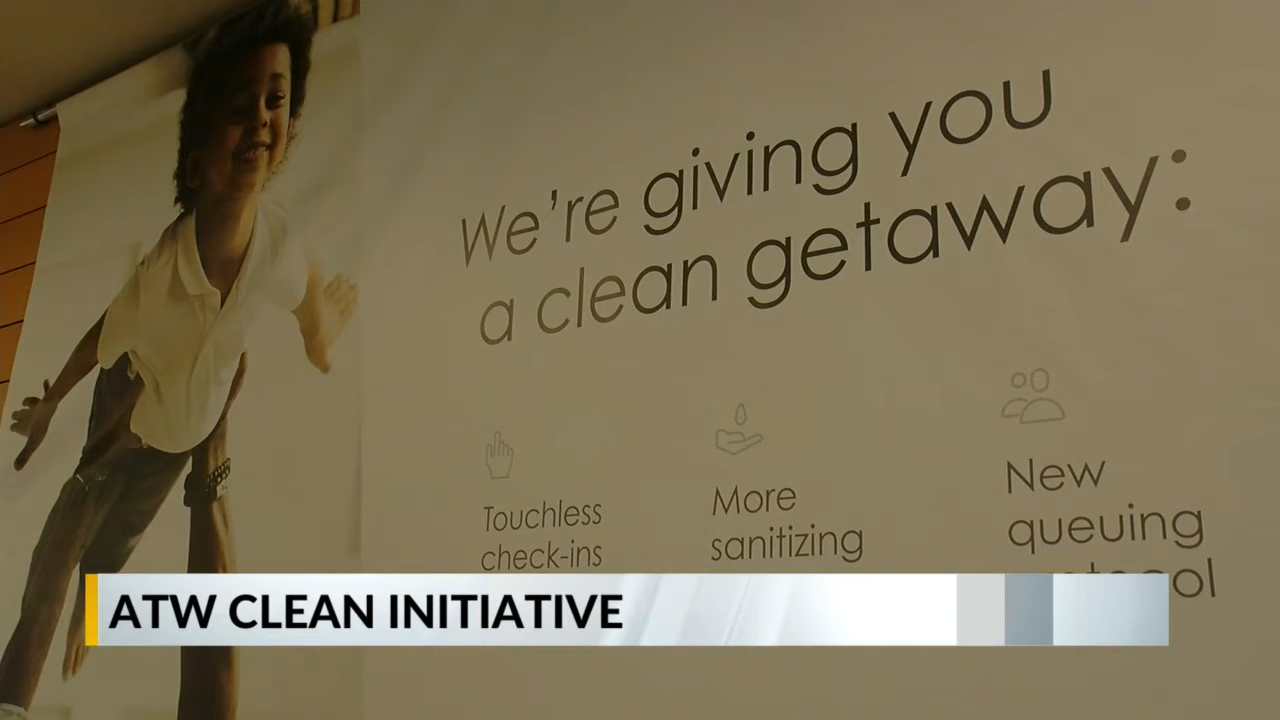 We're giving you
a clean getaway:
Touchless
check-ins
More
sanitizing
New
queuing
ATW CLEAN INITIATIVE